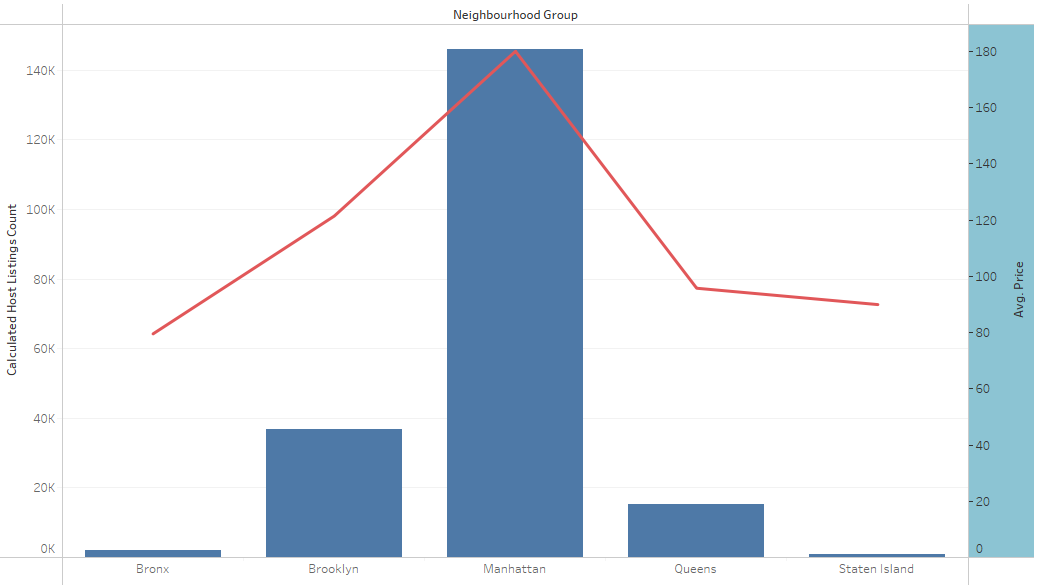 Neighbourhood Group
Calculated Host Listings Count
140K
120K
100K
80K
60K
40K
20K
0K
180
160
140
120
100
80
60
40
20
0
Avg. Price
Bronx
Brooklyn
Manhattan
Queens
Staten Island